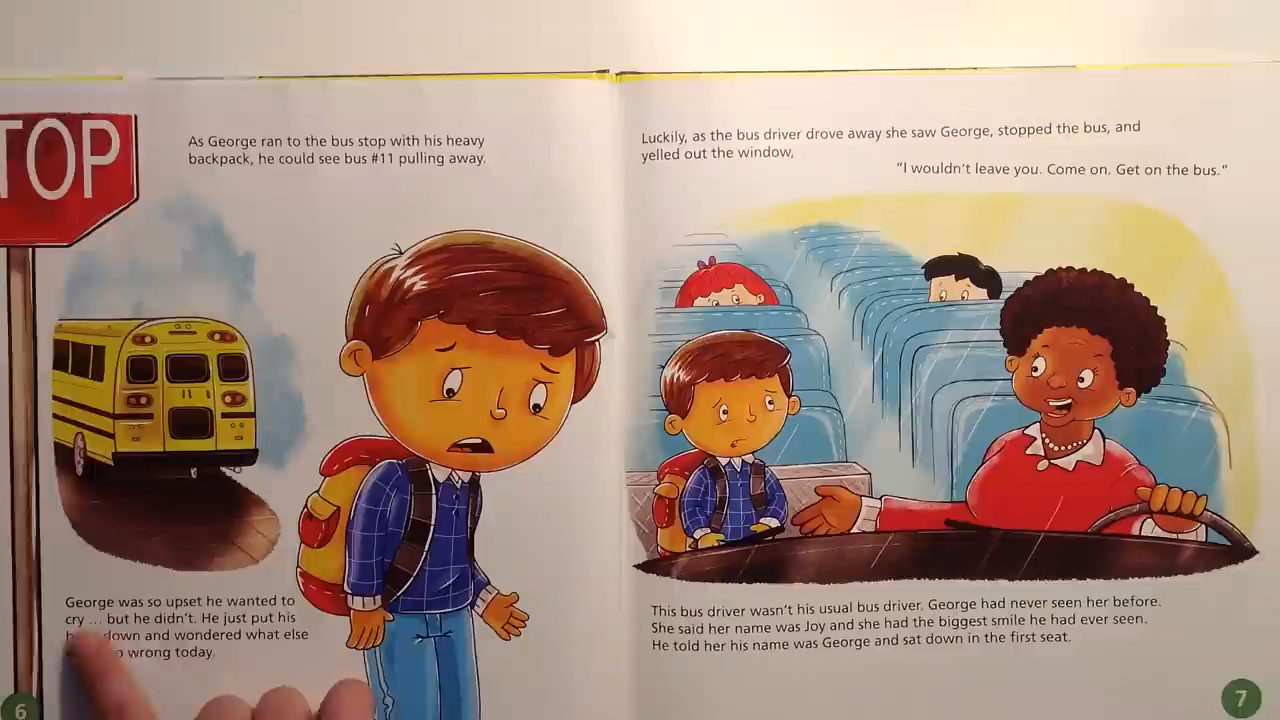 TOP
As George ran to the bus stop with his heavy
backpack, he could see bus #11 pulling away.
George was so upset he wanted to
cry ... but he didn't. He just put his
down and wondered what else
wrong today.
6
Luckily, as the bus driver drove away she saw George, stopped the bus, and
yelled out the window,
"I wouldn't leave you. Come on. Get on the bus."
This bus driver wasn't his usual bus driver. George had never seen her before.
She said her name was Joy and she had the biggest smile he had ever seen.
He told her his name was George and sat down in the first seat.
7